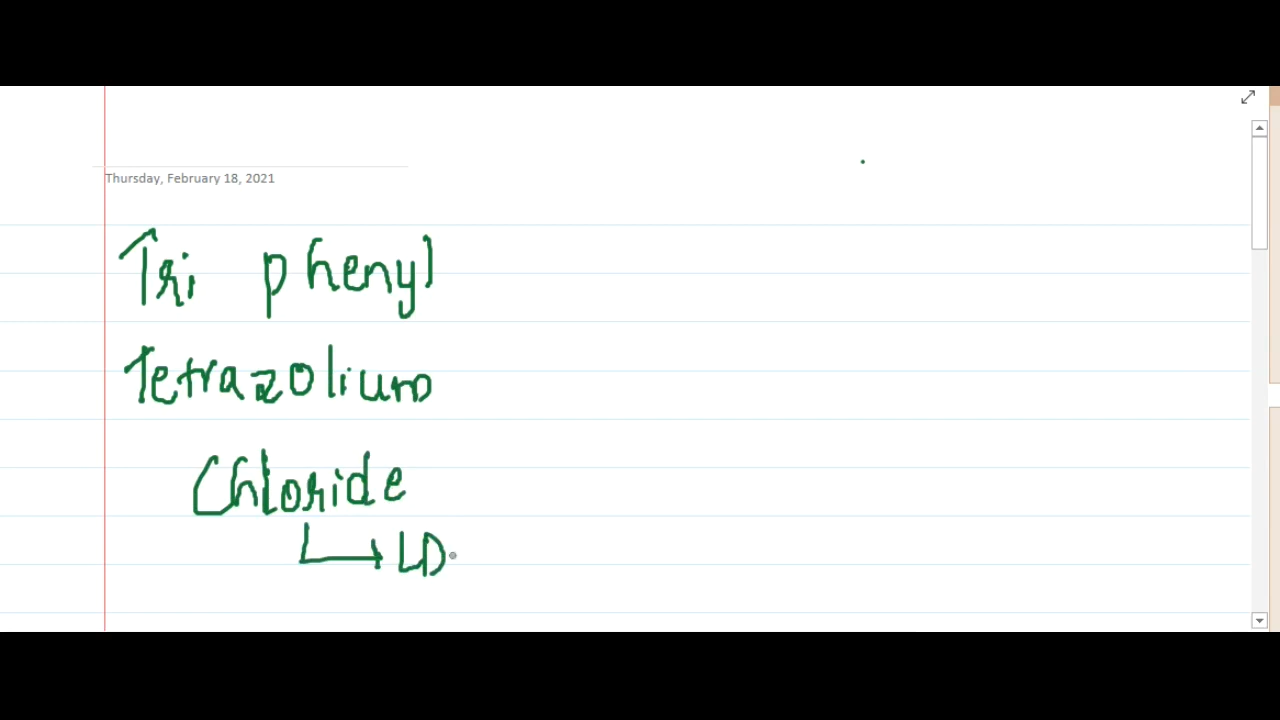 Thursday, February 18, 2021
Tri phenyl
Tetrazolium
Chloride
LD